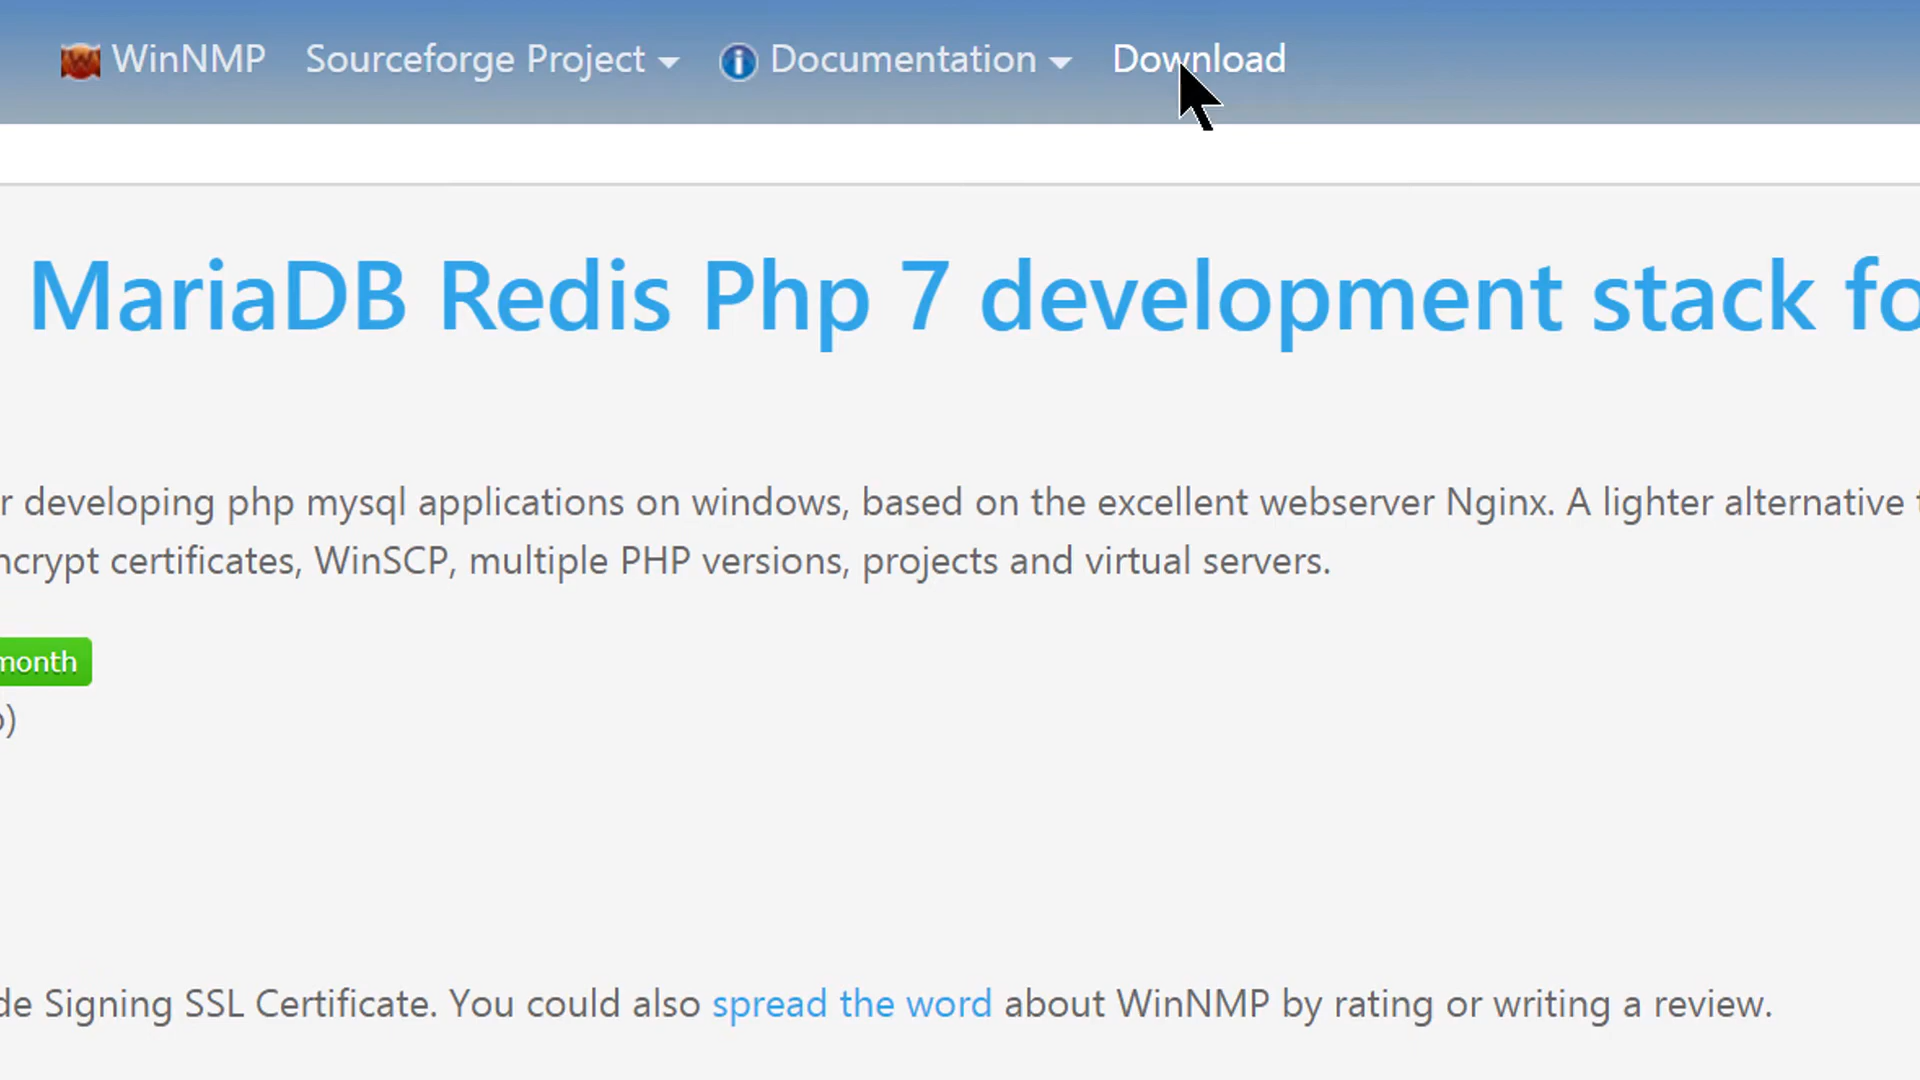 WinNMP Sourceforge Project Documentation Download
MariaDB Redis Php 7 development stack fo
r developing php mysql applications on windows, based on the excellent webserver Nginx. A lighter alternative t
ncrypt certificates, WinSCP, multiple PHP versions, projects and virtual servers.
month
)
de Signing SSL Certificate. You could also spread the word about WinNMP by rating or writing a review.